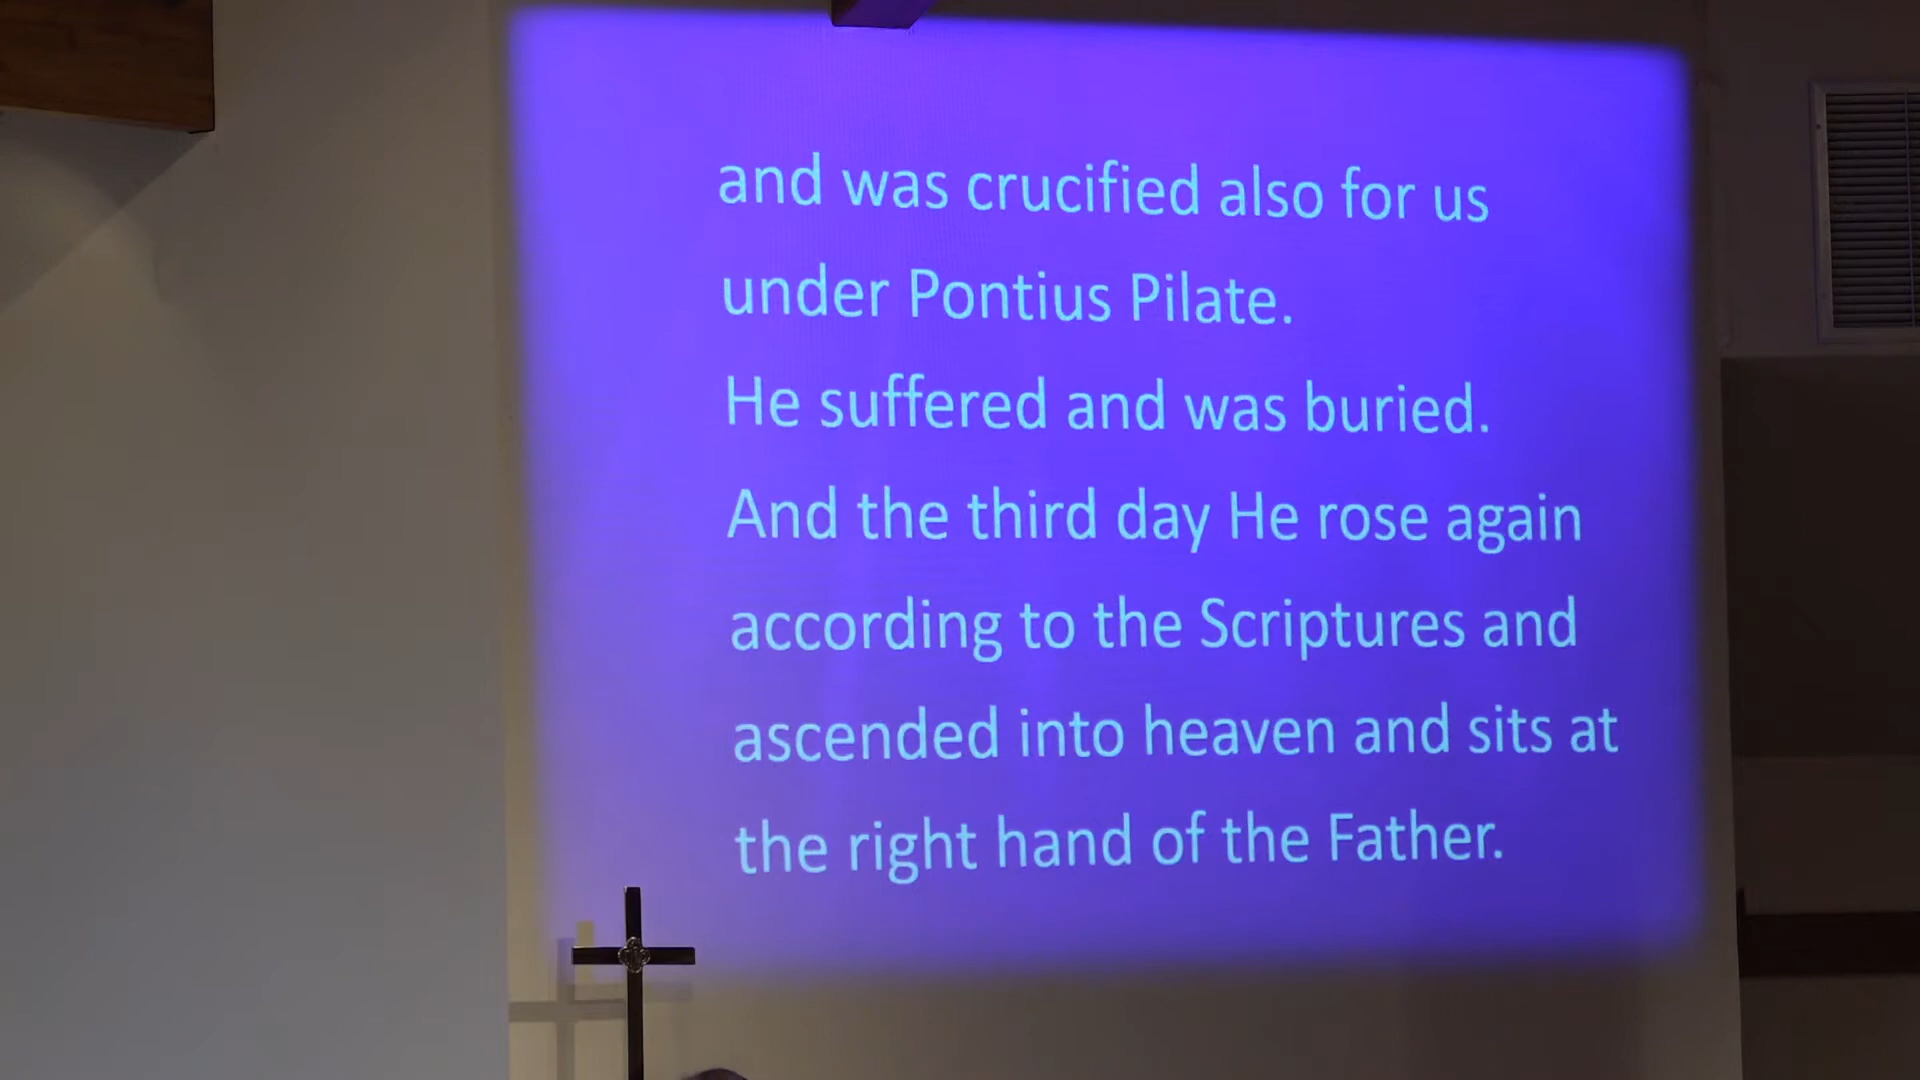 and was crucified also for us
under Pontius Pilate.
He suffered and was buried.
And the third day He rose again
according to the Scriptures and
ascended into heaven and sits at
the right hand of the Father.